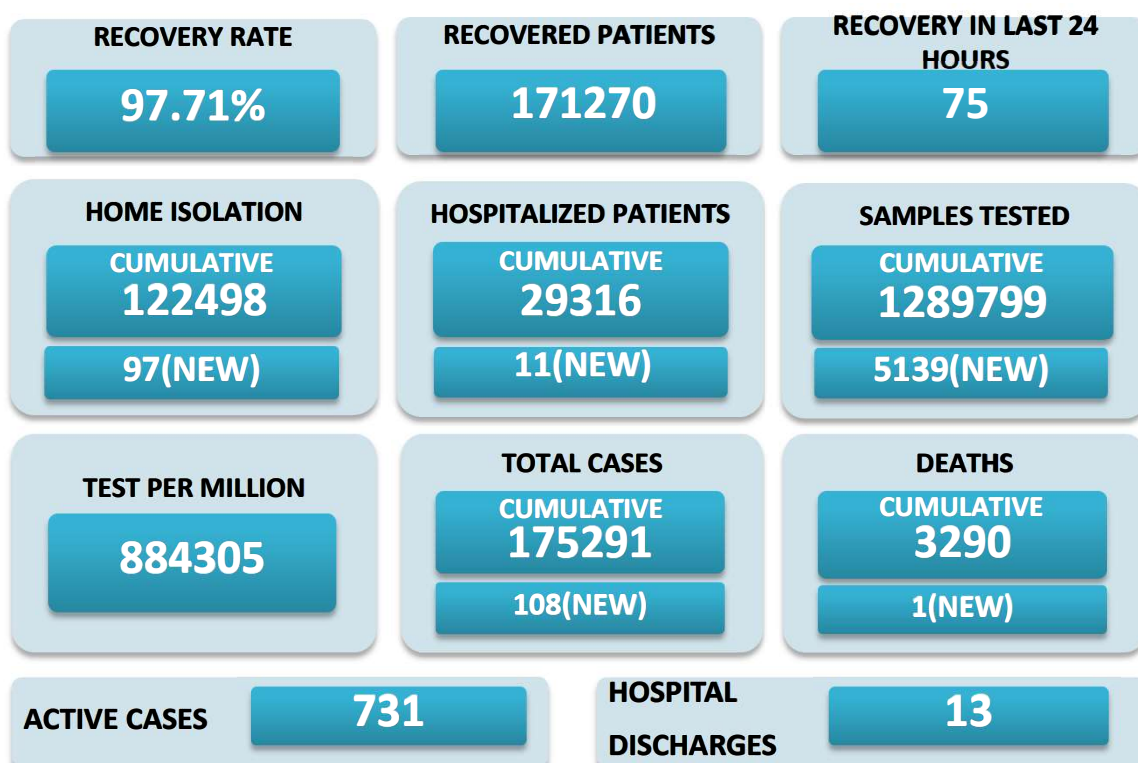 RECOVERY RATE
97.71%
RECOVERED PATIENTS
171270
RECOVERY IN LAST 24
HOURS
75
HOME ISOLATION
CUMULATIVE
122498
97(NEW)
HOSPITALIZED PATIENTS
CUMULATIVE
29316
11(NEW)
SAMPLES TESTED
CUMULATIVE
1289799
5139(NEW)
TEST PER MILLION
884305
TOTAL CASES
CUMULATIVE
175291
108(NEW)
DEATHS
CUMULATIVE
3290
1(NEW)
ACTIVE CASES
731
HOSPITAL
DISCHARGES
13